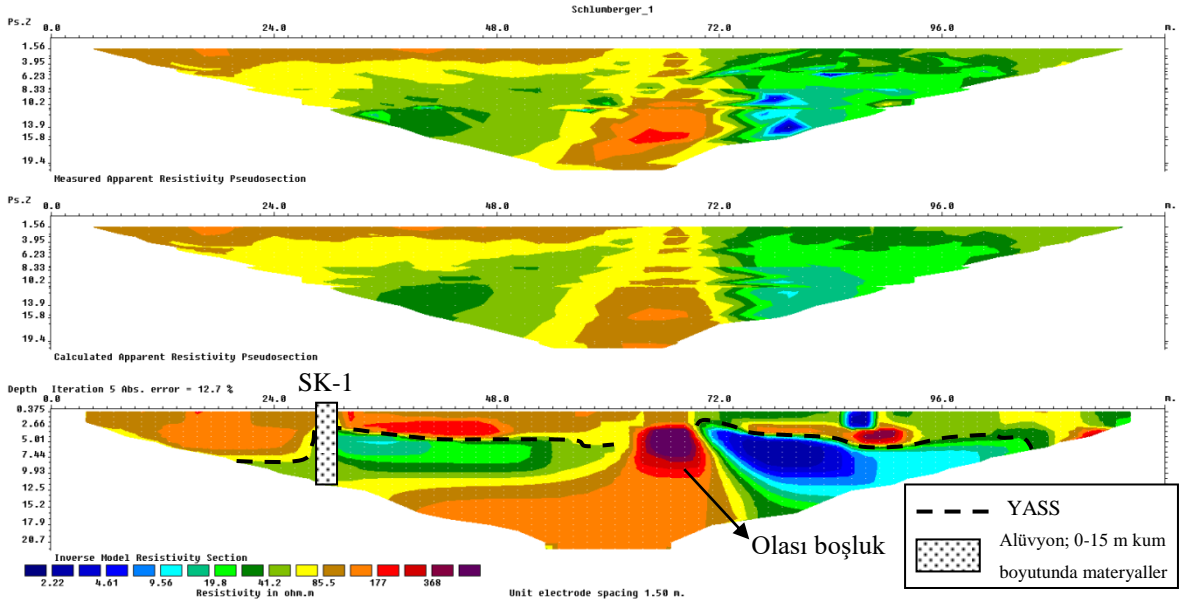 Schlumberger_1
Ps.Z 0.0 24.0 48.0 72.0 96.0 m.
1.56
3.95
6.23
8.33
10.2
13.9
15.8
19.4
Measured Apparent Resistivity Pseudosection
Ps.Z 0.0 24.0 48.0 72.0 96.0 m.
1.56
3.95
6.23
8.33
10.2
13.9
15.8
19.4
Calculated Apparent Resistivity Pseudosection
SK-1
Depth Iteration 5 Abs. error = 12.7 %
0.0 24.0 48.0 72.0 96.0 m.
0.375
2.66
5.01
7.44
9.93
12.5
15.2
17.9
20.7
Olası boşluk
YASS
Alüvyon; 0-15 m kum
boyutunda materyaller
Inverse Model Resistivity Section
2.22 4.61 9.56 19.8 41.2 85.5 177 368
Resistivity in ohm.m
Unit electrode spacing 1.50 m.